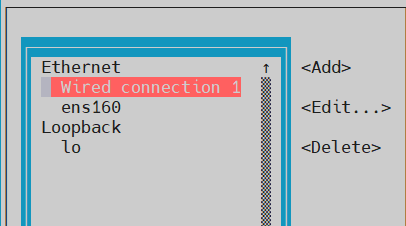 Ethernet ↑ <Add>
Wired connection 1
ens160 <Edit...>
Loopback
lo <Delete>